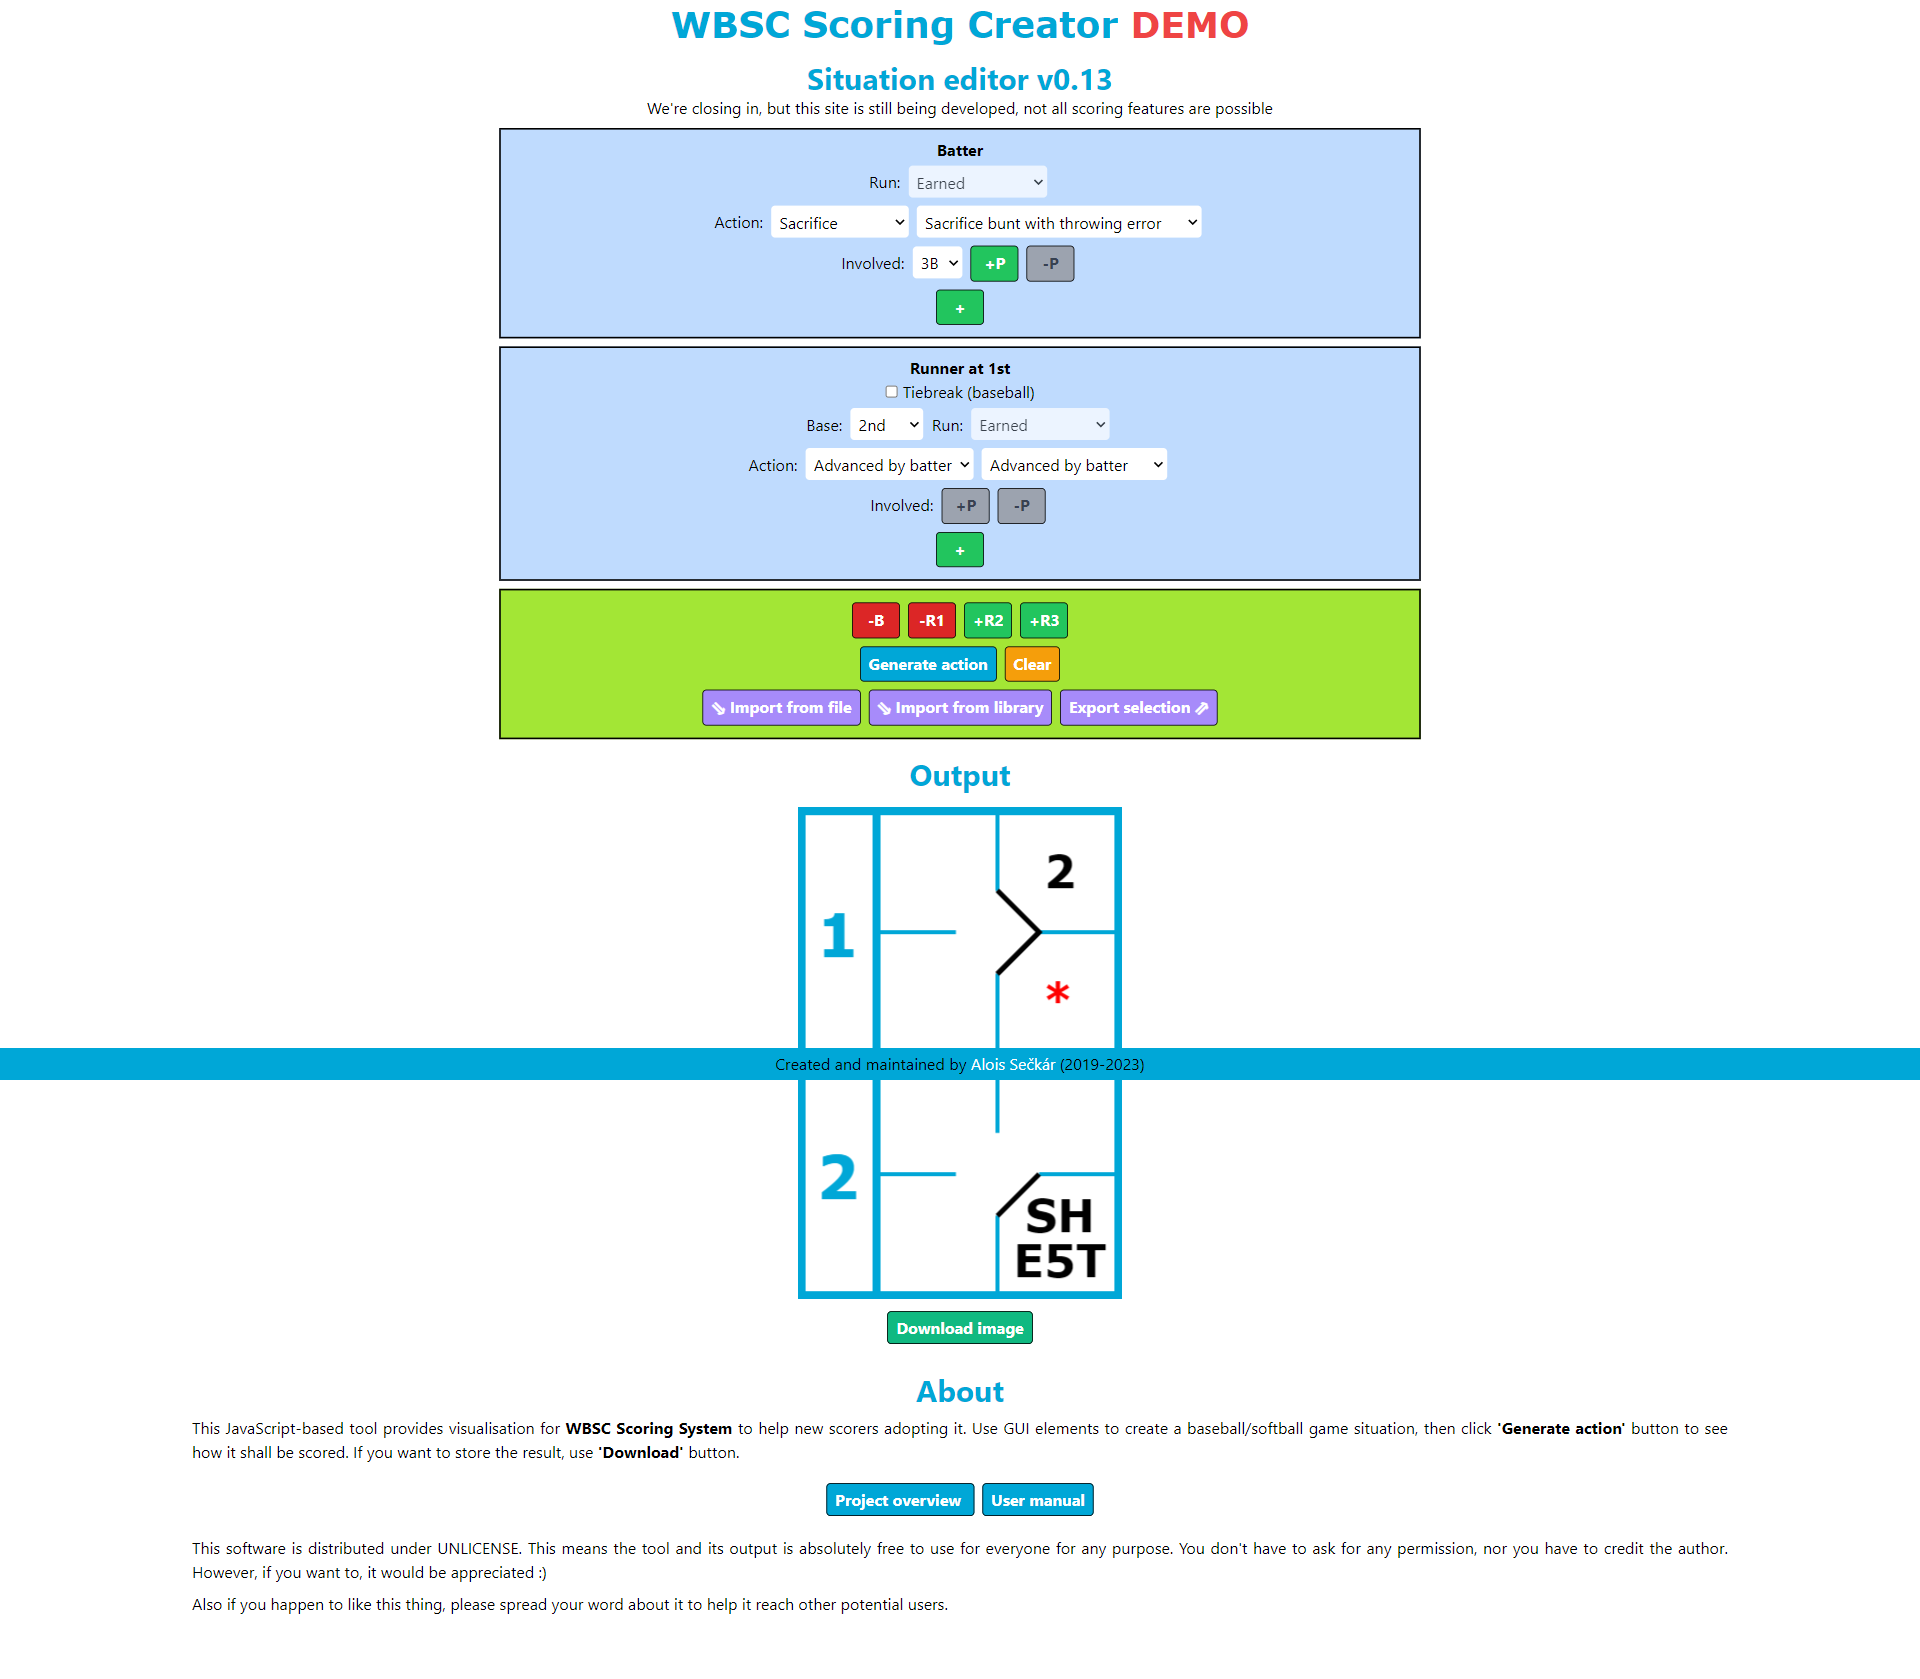 WBSC Scoring Creator DEMO
Situation editor v0.13
We're closing in, but this site is still being developed, not all scoring features are possible
Batter
Run: Earned
Action: Sacrifice Sacrifice bunt with throwing error
Involved: 3B +P -P
+
Runner at 1st
Tiebreak (baseball)
Base: 2nd Run: Earned
Action: Advanced by batter Advanced by batter
Involved: +P -P
+
-B -R1 +R2 +R3
Generate action Clear
⇘ Import from file ⇘ Import from library Export selection ⇗
Output
2
1
*
Created and maintained by Alois Sečkár (2019-2023)
2
SH
E5T
Download image
About
This JavaScript-based tool provides visualisation for WBSC Scoring System to help new scorers adopting it. Use GUI elements to create a baseball/softball game situation, then click 'Generate action' button to see
how it shall be scored. If you want to store the result, use 'Download' button.
Project overview User manual
This software is distributed under UNLICENSE. This means the tool and its output is absolutely free to use for everyone for any purpose. You don't have to ask for any permission, nor you have to credit the author.
However, if you want to, it would be appreciated :)
Also if you happen to like this thing, please spread your word about it to help it reach other potential users.